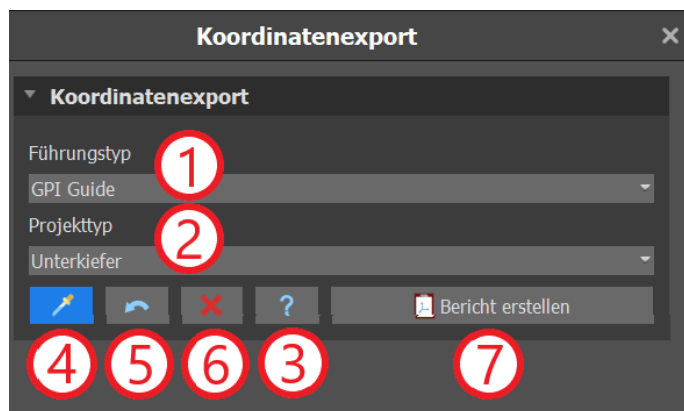 Koordinatenexport
Koordinatenexport
Führungstyp
1
GPI Guide
Projekttyp
2
Unterkiefer
? Bericht erstellen
4 5 6 3 7